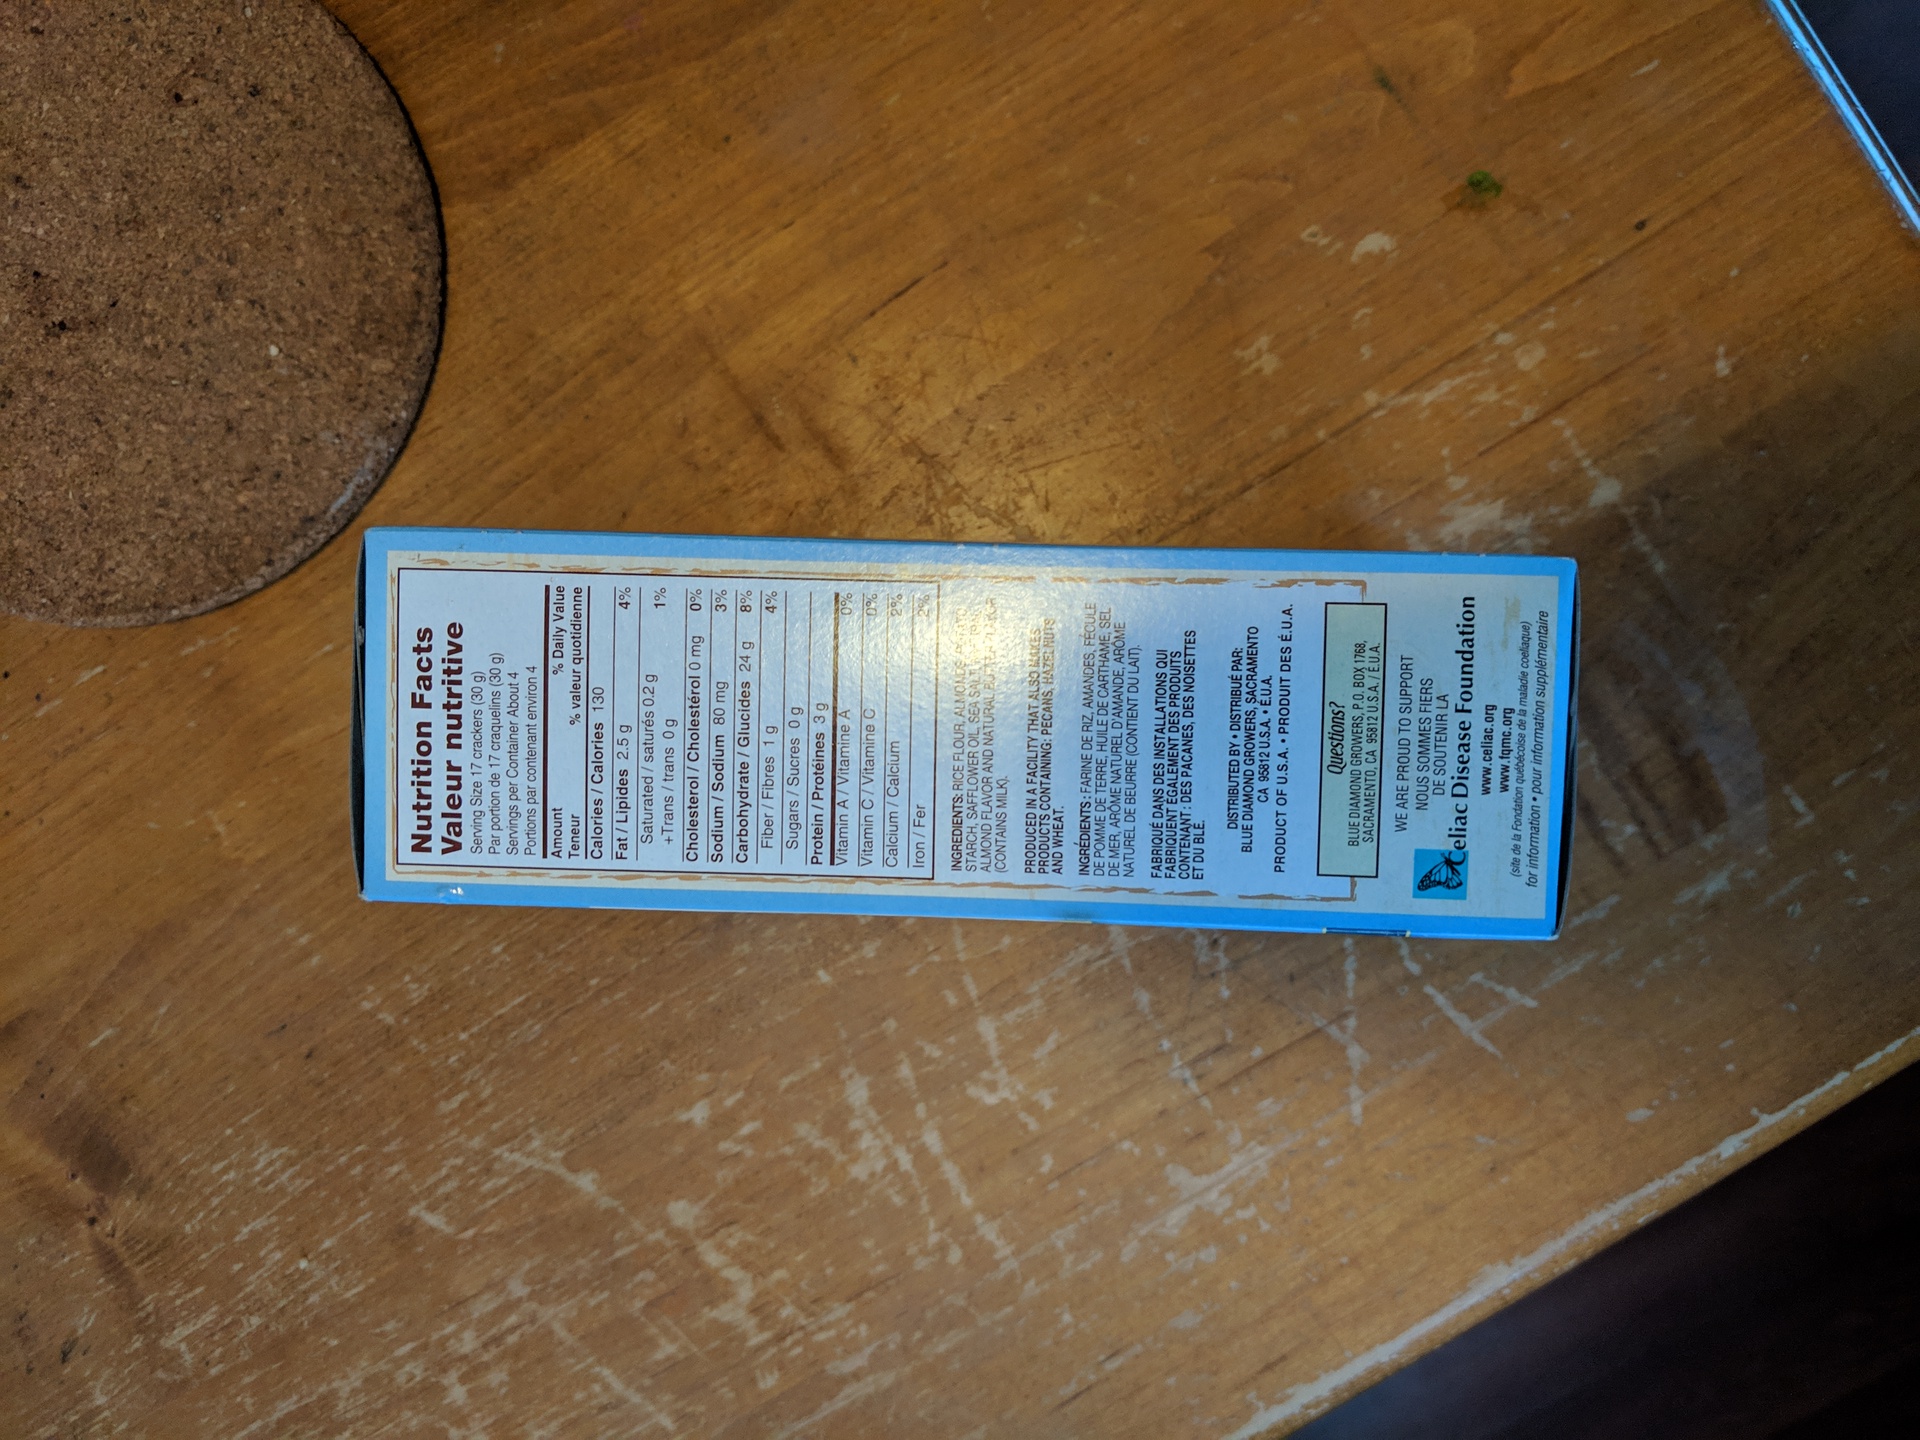 Nutrition Facts
Valeur nutritive
Serving Size 17 crackers (30 g)
Par portion de 17 craquelins (30 g)
Servings per Container About 4
Portions par contenant environ 4
Amount % Daily Value
Teneur % valeur quotidienne
Calories / Calories 130
Fat / Lipides 2.5 g 4%
Saturated / saturés 0.2 g 1%
+Trans / trans 0 g
Cholesterol / Cholestérol 0 mg 0%
Sodium / Sodium 80 mg 3%
Carbohydrate / Glucides 24 g 8%
Fiber / Fibres 1 g 4%
Sugars / Sucres 0 g
Protein / Protéines 3 g
Vitamin A / Vitamine A 0%
Vitamin C / Vitamine C 0%
Calcium / Calcium 2%
Iron / Fer 2%
INGREDIENTS: RICE FLOUR, ALMONDS, POTATO
STARCH, SAFFLOWER OIL, SEA SALT,
ALMOND FLAVOR AND NATURAL BUTTER FLAVOR
(CONTAINS MILK).
PRODUCED IN A FACILITY THAT ALSO MAKES
PRODUCTS CONTAINING: PECANS, HAZELNUTS
AND WHEAT.
INGRÉDIENTS : FARINE DE RIZ, AMANDES, FÉCULE
DE POMME DE TERRE, HUILE DE CARTHAME, SEL
DE MER, ARÔME NATUREL D'AMANDE, ARÔME
NATUREL DE BEURRE (CONTIENT DU LAIT).
FABRIQUÉ DANS DES INSTALLATIONS QUI
FABRIQUENT ÉGALEMENT DES PRODUITS
CONTENANT : DES PACANES, DES NOISETTES
ET DU BLÉ.
DISTRIBUTED BY • DISTRIBUÉ PAR:
BLUE DIAMOND GROWERS, SACRAMENTO
CA 95812 U.S.A. • É.U.A.
PRODUCT OF U.S.A. • PRODUIT DES É.U.A.
Questions?
BLUE DIAMOND GROWERS, P.O. BOX 1768,
SACRAMENTO, CA 95812 U.S.A. / É.U.A.
WE ARE PROUD TO SUPPORT
NOUS SOMMES FIERS
DE SOUTENIR LA
Celiac Disease Foundation
www.celiac.org
www.fqmc.org
(site de la Fondation québécoise de la maladie coeliaque)
for information • pour information supplémentaire